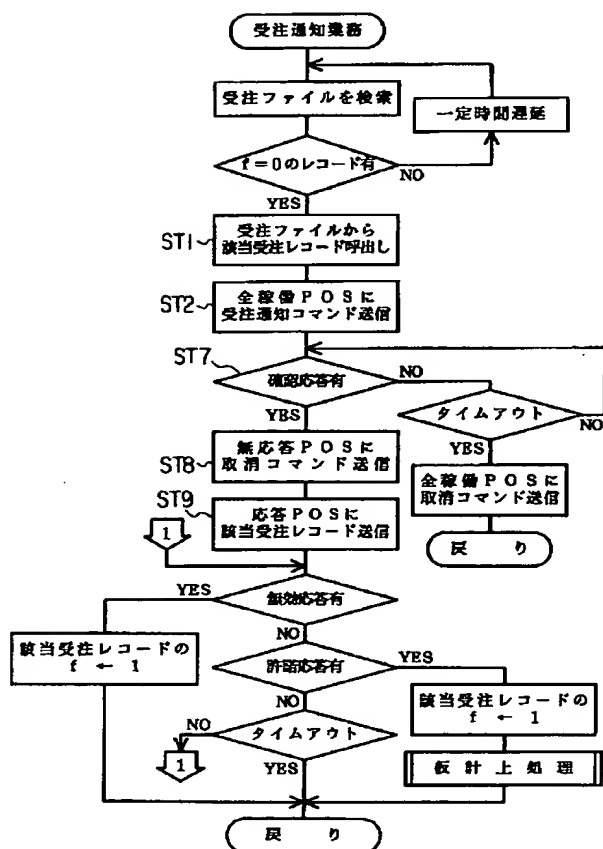 受注通知業務
受注ファイルを検索
一定時間遅延
f=0のレコード有
NO
YES
ST1
受注ファイルから
該当受注レコード呼出し
ST2
全稼働POSに
受注通知コマンド送信
ST7
確認応答有
NO
YES
タイムアウト
NO
YES
ST8
無応答POSに
取消コマンド送信
全稼働POSに
取消コマンド送信
ST9
応答POSに
該当受注レコード送信
戻り
1
無効応答有
YES
NO
該当受注レコードの
f ← 1
許諾応答有
YES
NO
該当受注レコードの
f ← 1
タイムアウト
NO
YES
1
仮計上処理
戻り